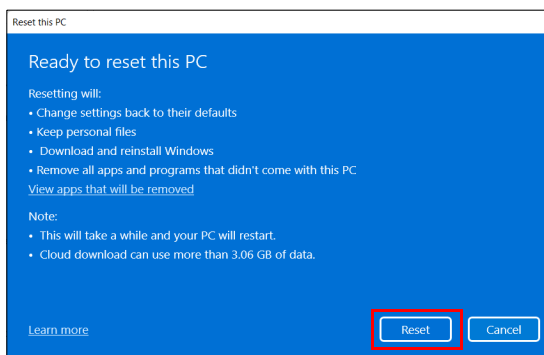 Reset this PC
Ready to reset this PC
Resetting will:
• Change settings back to their defaults
• Keep personal files
• Download and reinstall Windows
• Remove all apps and programs that didn't come with this PC
View apps that will be removed
Note:
• This will take a while and your PC will restart.
• Cloud download can use more than 3.06 GB of data.
Learn more
Reset
Cancel